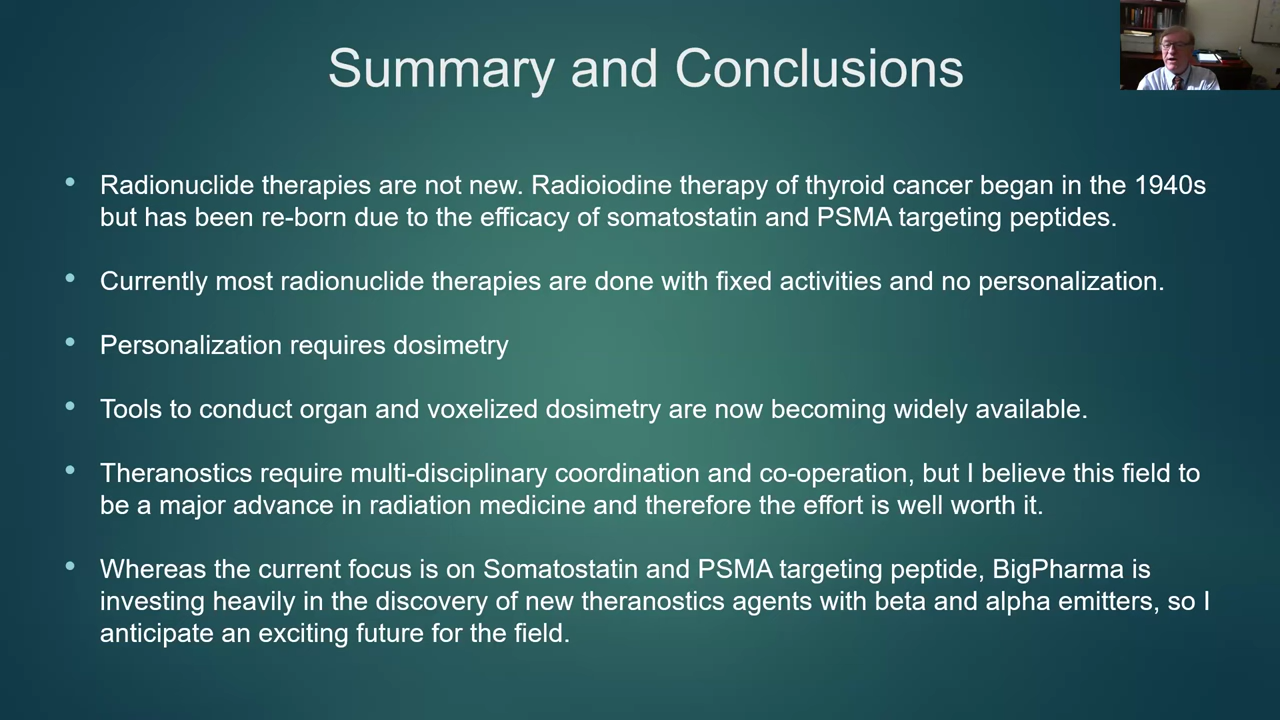 Summary and Conclusions
• Radionuclide therapies are not new. Radioiodine therapy of thyroid cancer began in the 1940s
but has been re-born due to the efficacy of somatostatin and PSMA targeting peptides.
• Currently most radionuclide therapies are done with fixed activities and no personalization.
• Personalization requires dosimetry
• Tools to conduct organ and voxelized dosimetry are now becoming widely available.
• Theranostics require multi-disciplinary coordination and co-operation, but I believe this field to
be a major advance in radiation medicine and therefore the effort is well worth it.
• Whereas the current focus is on Somatostatin and PSMA targeting peptide, BigPharma is
investing heavily in the discovery of new theranostics agents with beta and alpha emitters, so I
anticipate an exciting future for the field.